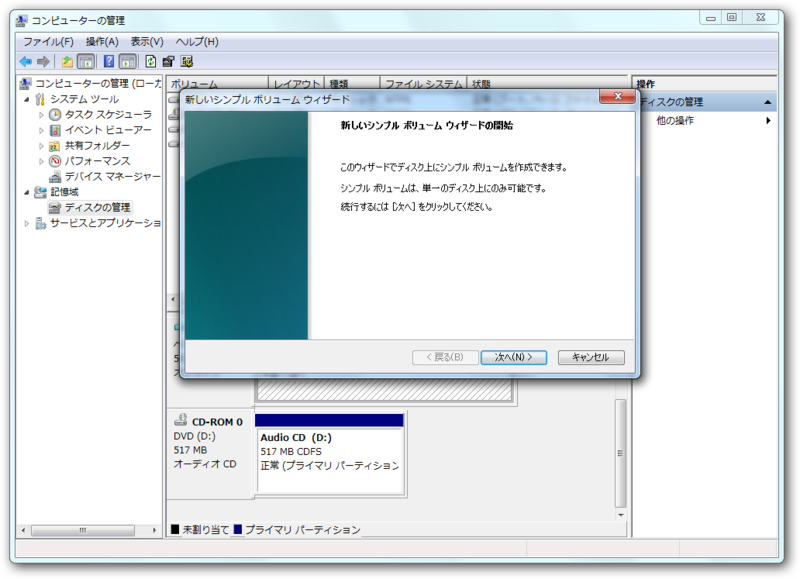 コンピューターの管理
ファイル(F) 操作(A) 表示(V) ヘルプ(H)
コンピューターの管理 (ローカ
システム ツール
タスク スケジューラ
イベント ビューアー
共有フォルダー
パフォーマンス
デバイス マネージャー
記憶域
ディスクの管理
サービスとアプリケーショ
ボリューム レイアウト 種類 ファイル システム 状態
操作
ディスクの管理
他の操作
新しいシンプル ボリューム ウィザード
新しいシンプル ボリューム ウィザードの開始
このウィザードでディスク上にシンプル ボリュームを作成できます。
シンプル ボリュームは、単一のディスク上にのみ可能です。
続行するには [次へ] をクリックしてください。
< 戻る(B) 次へ(N) > キャンセル
CD-ROM 0
DVD (D:)
517 MB
オーディオ CD
Audio CD (D:)
517 MB CDFS
正常 (プライマリ パーティション
未割り当て プライマリ パーティション